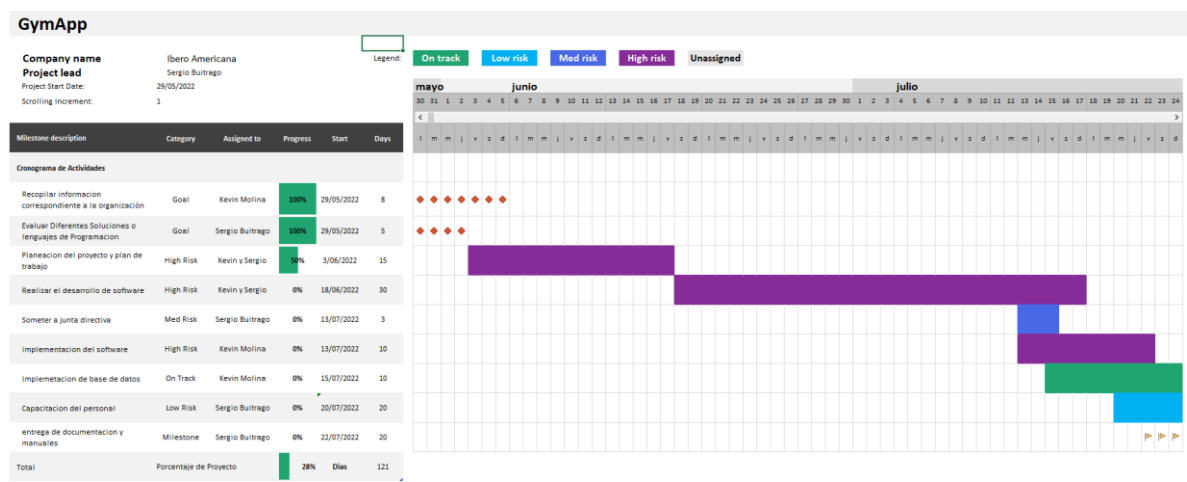 GymApp
Company name Ibero Americana Legend: On track Low risk Med risk High risk Unassigned
Project lead Sergio Buitrago
Project Start Date: 29/05/2022 mayo junio julio
Scrolling Increment: 1 30 31 1 2 3 4 5 6 7 8 9 10 11 12 13 14 15 16 17 18 19 20 21 22 23 24 25 26 27 28 29 30 1 2 3 4 5 6 7 8 9 10 11 12 13 14 15 16 17 18 19 20 21 22 23 24
Milestone description Category Assigned to Progress Start Days l m m j v s d l m m j v s d l m m j v s d l m m j v s d l m m j v s d l m m j v s d l m m j v s d l m m j v s d
Cronograma de Actividades
Recopilar informacion
correspondiente a la organización Goal Kevin Molina 100% 29/05/2022 8
Evaluar Diferentes Soluciones o
lenguajes de Programacion Goal Sergio Buitrago 100% 29/05/2022 5
Planeacion del proyecto y plan de
trabajo High Risk Kevin y Sergio 50% 3/06/2022 15
Realizar el desarrollo de software High Risk Kevin y Sergio 0% 18/06/2022 30
Someter a junta directiva Med Risk Sergio Buitrago 0% 13/07/2022 3
implementacion del software High Risk Kevin Molina 0% 13/07/2022 10
Implemetacion de base de datos On Track Kevin Molina 0% 15/07/2022 10
Capacitacion del personal Low Risk Sergio Buitrago 0% 20/07/2022 20
entrega de documentacion y
manuales Milestone Sergio Buitrago 0% 22/07/2022 20
Total Porcentaje de Proyecto 28% Dias 121